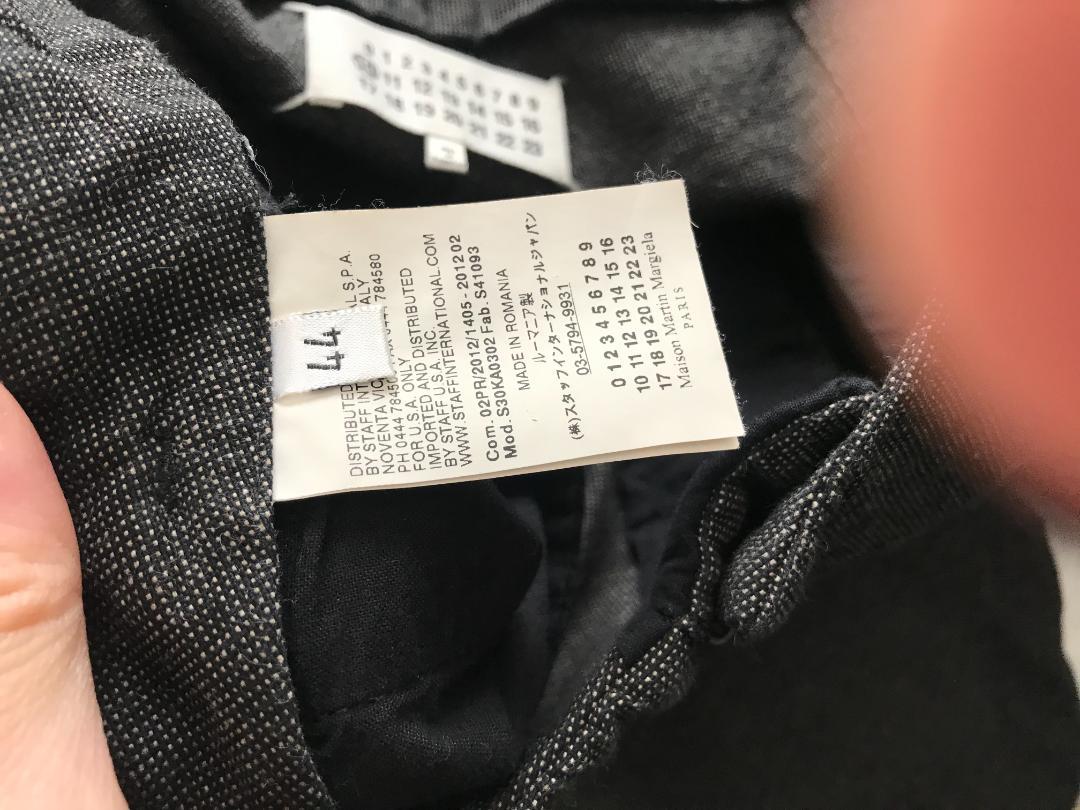 0 1 2 3 4 5 6 7 8 9
11 12 13 14 15 16
17 18 19 20 21 22 23
44
DISTRIBUTED L S.P.A.
BY STAFF INT ALY
NOVENTA VIC 784580
PH 0444 7845
FOR U.S.A. ONLY
IMPORTED AND DISTRIBUTED
BY STAFF U.S.A. INC.
WWW.STAFFINTERNATIONAL.COM
Com. 02PR/2012/1405 - 201202
Mod. S30KA0302 Fab. S41093
MADE IN ROMANIA
ルーマニア製
(株)スタッフインターナショナルジャパン
03-5794-9931
0 1 2 3 4 5 6 7 8 9
10 11 12 13 14 15 16
17 18 19 20 21 22 23
Maison Martin Margiela
PARIS